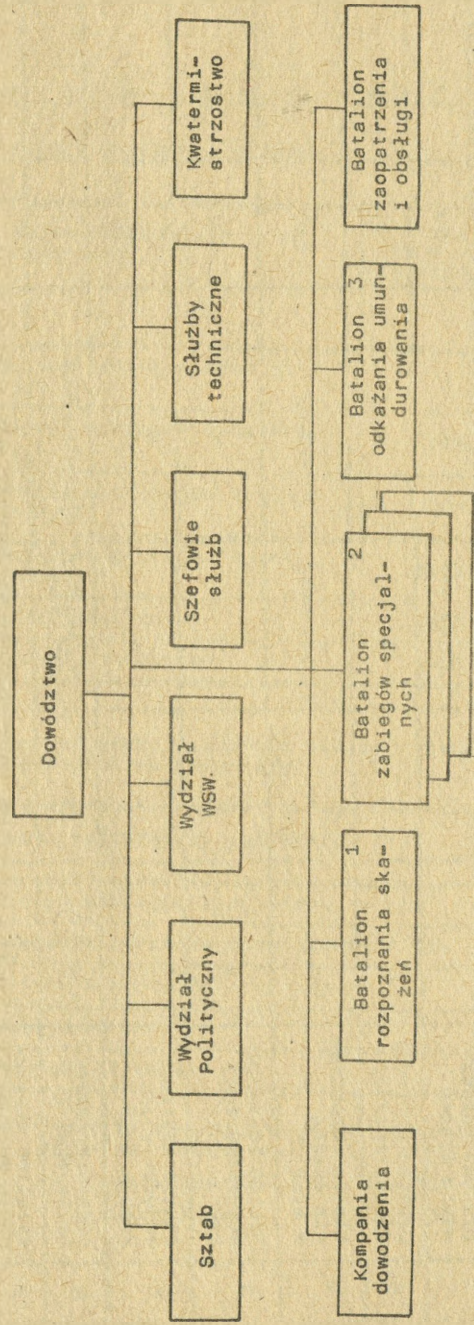 Dowództwo
Sztab
Wydział
Polityczny
Wydział
WSW.
Szefowie
służb
Służby
techniczne
Kwatermi-
strzostwo
Kompania
dowodzenia
Batalion 1
rozpoznania ska-
żeń
Batalion 2
zabiegów specjal-
nych
Batalion 3
odkażania umun-
durowania
Batalion
zaopatrzenia
i obsługi